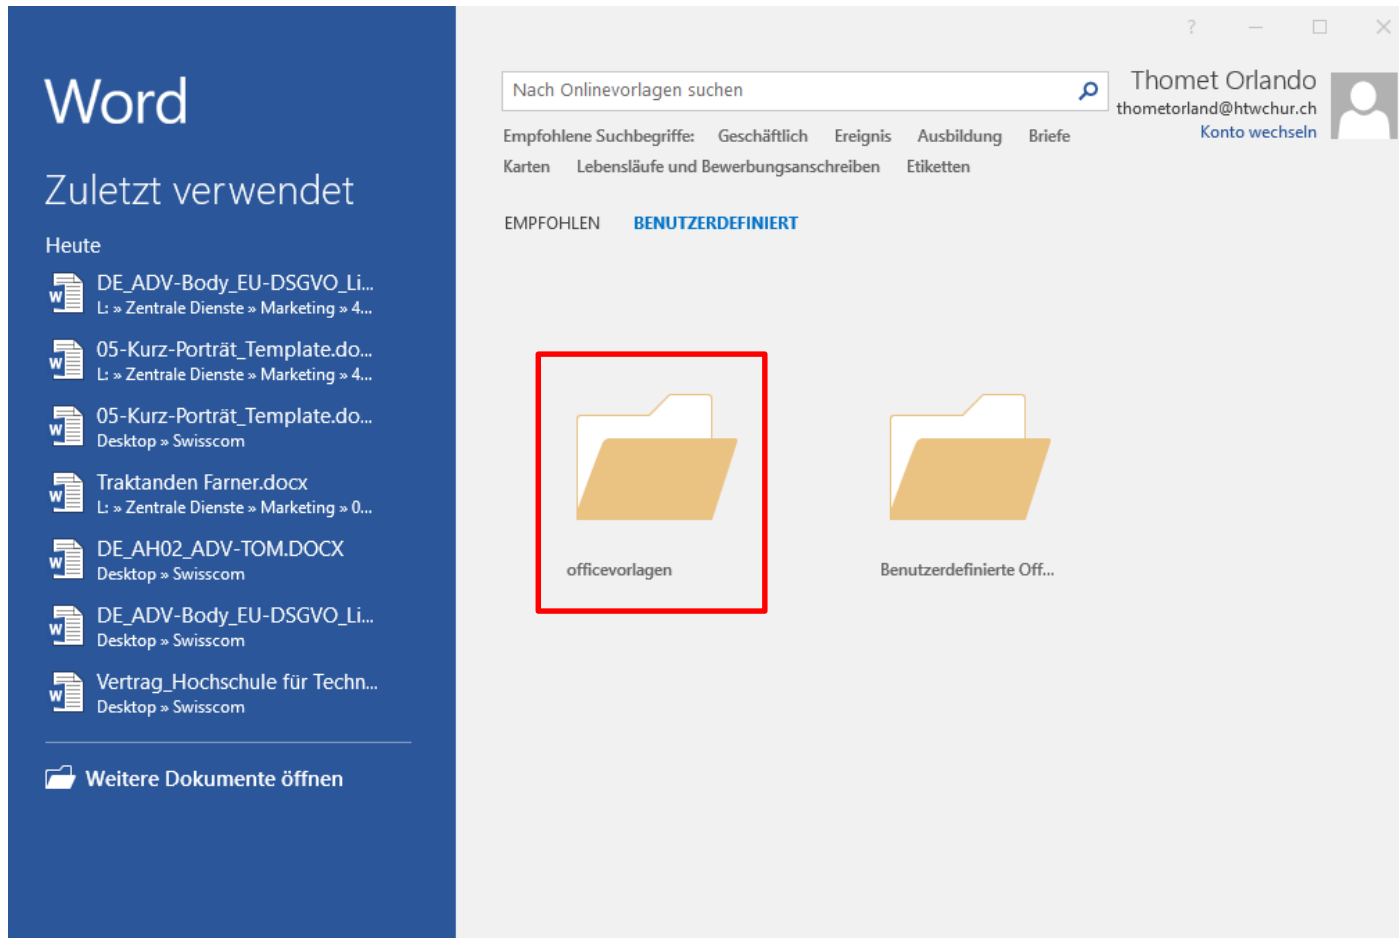 Word
Zuletzt verwendet
Heute
DE_ADV-Body_EU-DSGVO_Li...
L: » Zentrale Dienste » Marketing » 4...
05-Kurz-Porträt_Template.do...
L: » Zentrale Dienste » Marketing » 4...
05-Kurz-Porträt_Template.do...
Desktop » Swisscom
Traktanden Farner.docx
L: » Zentrale Dienste » Marketing » 0...
DE_AH02_ADV-TOM.DOCX
Desktop » Swisscom
DE_ADV-Body_EU-DSGVO_Li...
Desktop » Swisscom
Vertrag_Hochschule für Techn...
Desktop » Swisscom
Weitere Dokumente öffnen
?
Nach Onlinevorlagen suchen
Thomet Orlando
thometorland@htwchur.ch
Konto wechseln
Empfohlene Suchbegriffe: Geschäftlich Ereignis Ausbildung Briefe
Karten Lebensläufe und Bewerbungsanschreiben Etiketten
EMPFOHLEN BENUTZERDEFINIERT
officevorlagen
Benutzerdefinierte Off...